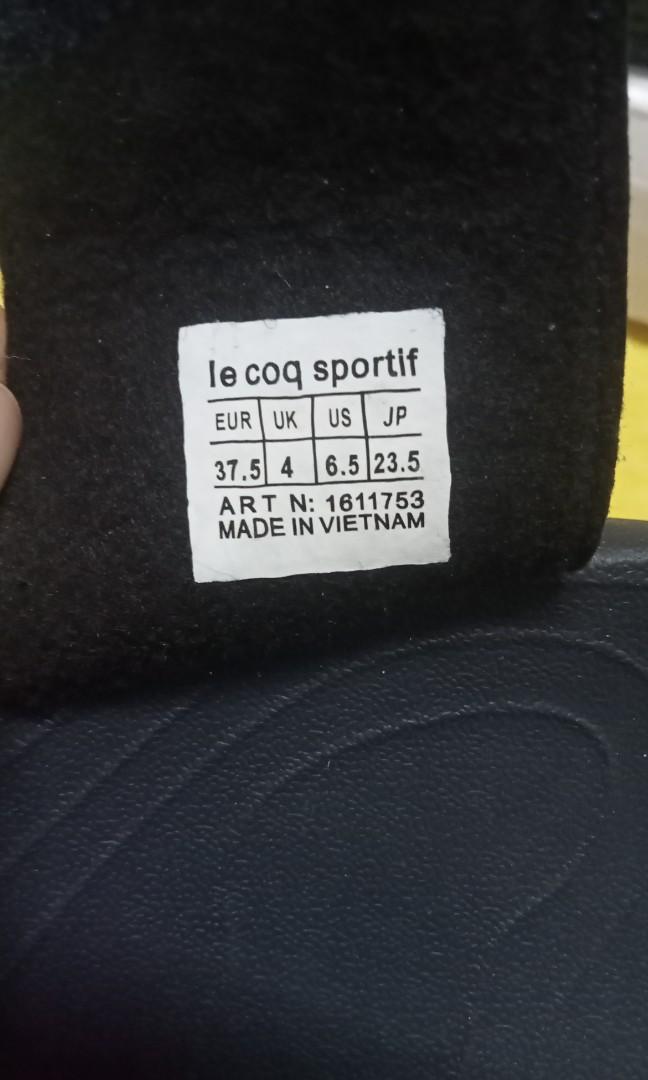 le coq sportif
EUR UK US JP
37.5 4 6.5 23.5
ART N: 1611753
MADE IN VIETNAM